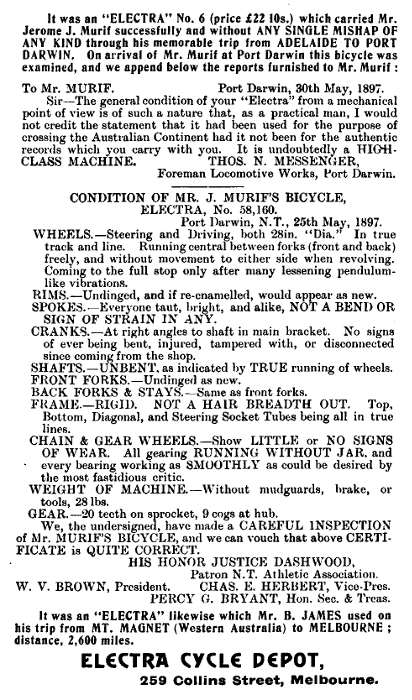 It was an "ELECTRA" No. 6 (price £22 10s.) which carried Mr.
Jerome J. Murif successfully and without ANY SINGLE MISHAP OF
ANY KIND through his memorable trip from ADELAIDE TO PORT
DARWIN. On arrival of Mr. Murif at Port Darwin this bicycle was
examined, and we append below the reports furnished to Mr. Murif:
To Mr. MURIF. Port Darwin, 30th May, 1897.
Sir—The general condition of your "Electra" from a mechanical
point of view is of such a nature that, as a practical man, I would
not credit the statement that it had been used for the purpose of
crossing the Australian Continent had it not been for the authentic
records which you carry with you. It is undoubtedly a HIGH-
CLASS MACHINE. THOS. N. MESSENGER,
Foreman Locomotive Works, Port Darwin.
CONDITION OF MR. J. MURIF'S BICYCLE,
ELECTRA, No. 58,160.
Port Darwin, N.T., 25th May, 1897.
WHEELS.—Steering and Driving, both 28in. "Dia." In true
track and line. Running central between forks (front and back)
freely, and without movement to either side when revolving.
Coming to the full stop only after many lessening pendulum-
like vibrations.
RIMS.—Undinged, and if re-enamelled, would appear as new.
SPOKES.—Everyone taut, bright, and alike, NOT A BEND OR
SIGN OF STRAIN IN ANY.
CRANKS.—At right angles to shaft in main bracket. No signs
of ever being bent, injured, tampered with, or disconnected
since coming from the shop.
SHAFTS.—UNBENT, as indicated by TRUE running of wheels.
FRONT FORKS.—Undinged as new.
BACK FORKS & STAYS.—Same as front forks.
FRAME.—RIGID. NOT A HAIR BREADTH OUT. Top,
Bottom, Diagonal, and Steering Socket Tubes being all in true
lines.
CHAIN & GEAR WHEELS.—Show LITTLE or NO SIGNS
OF WEAR. All gearing RUNNING WITHOUT JAR, and
every bearing working as SMOOTHLY as could be desired by
the most fastidious critic.
WEIGHT OF MACHINE.—Without mudguards, brake, or
tools, 28 lbs.
GEAR.—20 teeth on sprocket, 9 cogs at hub.
We, the undersigned, have made a CAREFUL INSPECTION
of Mr. MURIF'S BICYCLE, and we can vouch that above CERTI-
FICATE is QUITE CORRECT.
HIS HONOR JUSTICE DASHWOOD,
Patron N.T. Athletic Association.
W. V. BROWN, President. CHAS. E. HERBERT, Vice-Pres.
PERCY G. BRYANT, Hon. Sec. & Treas.
It was an "ELECTRA" likewise which Mr. B. JAMES used on
his trip from MT. MAGNET (Western Australia) to MELBOURNE;
distance, 2,600 miles.
ELECTRA CYCLE DEPOT,
259 Collins Street, Melbourne.